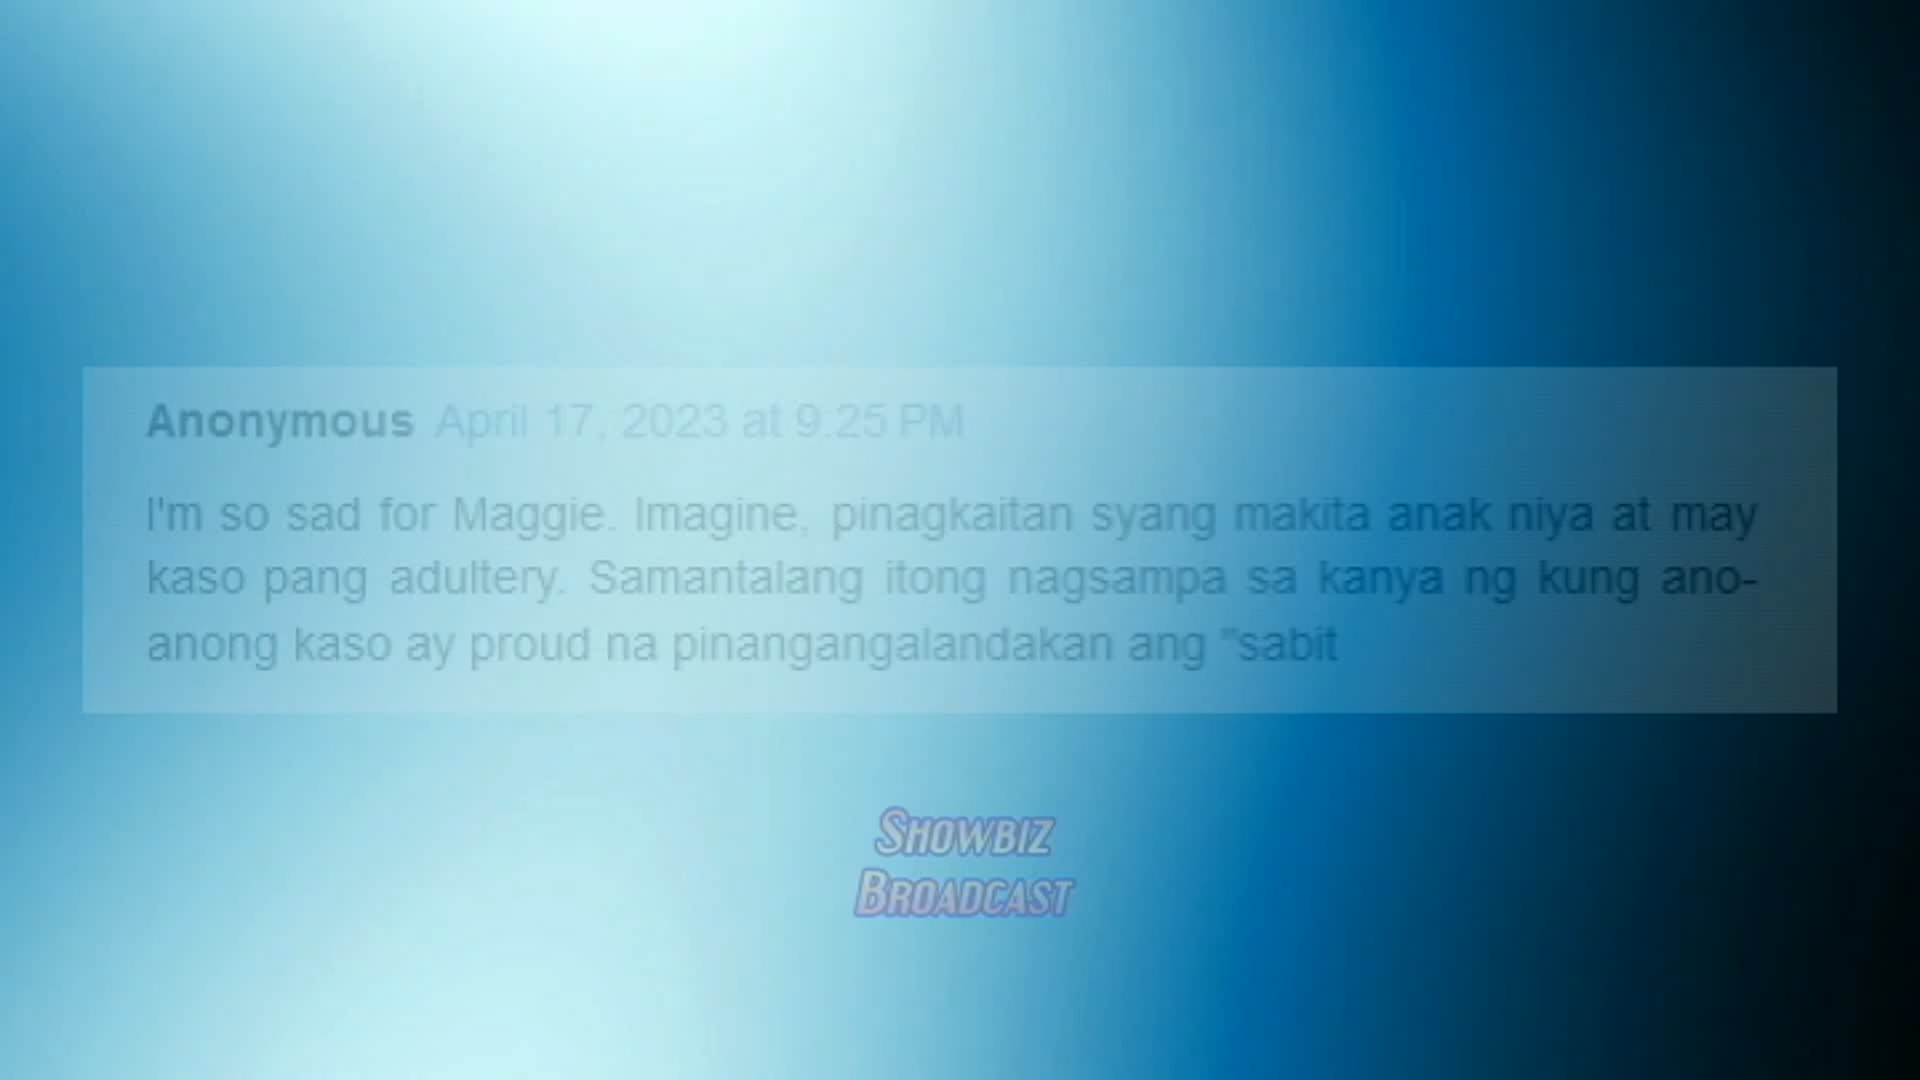 Anonymous April 17, 2023 at 9:25 PM
I'm so sad for Maggie. Imagine, pinagkaitan syang makita anak niya at may
kaso pang adultery. Samantalang itong nagsampa sa kanya ng kung ano-
anong kaso ay proud na pinangangalandakan ang "sabit
SHOWBIZ
BROADCAST